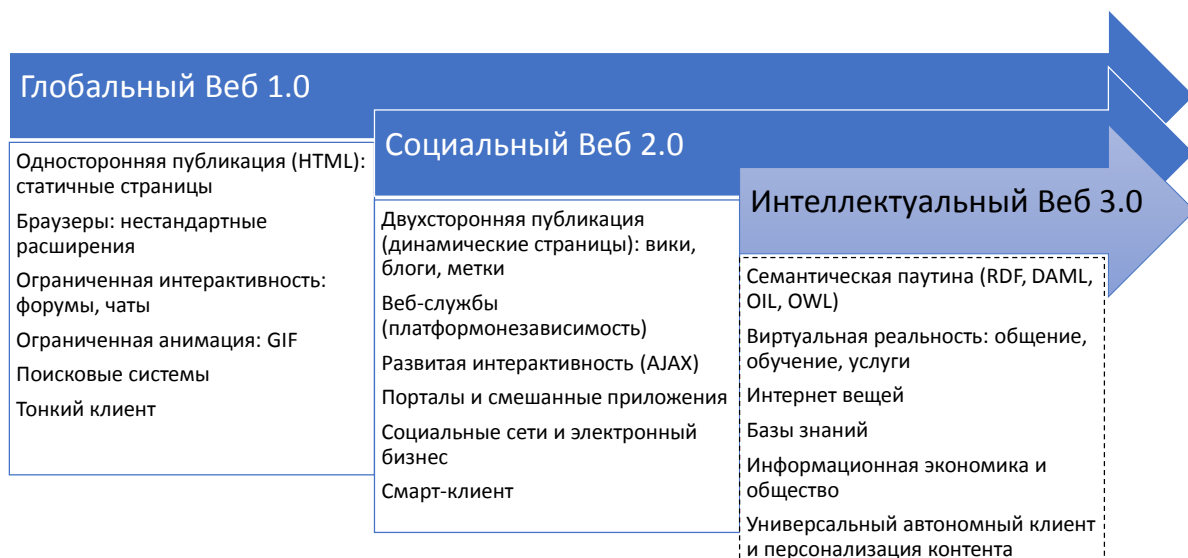 Глобальный Веб 1.0
Односторонняя публикация (HTML):
статичные страницы
Браузеры: нестандартные
расширения
Ограниченная интерактивность:
форумы, чаты
Ограниченная анимация: GIF
Поисковые системы
Тонкий клиент
Социальный Веб 2.0
Двухсторонняя публикация
(динамические страницы): вики,
блоги, метки
Веб-службы
(платформонезависимость)
Развитая интерактивность (AJAX)
Порталы и смешанные приложения
Социальные сети и электронный
бизнес
Смарт-клиент
Интеллектуальный Веб 3.0
Семантическая паутина (RDF, DAML,
OIL, OWL)
Виртуальная реальность: общение,
обучение, услуги
Интернет вещей
Базы знаний
Информационная экономика и
общество
Универсальный автономный клиент
и персонализация контента